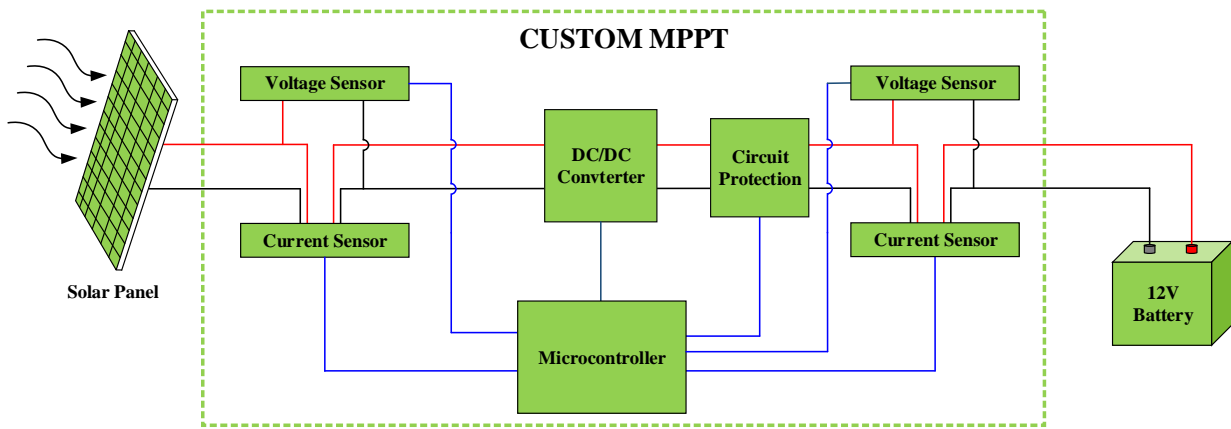 CUSTOM MPPT
Voltage Sensor
Voltage Sensor
DC/DC
Convterter
Circuit
Protection
Current Sensor
Current Sensor
Solar Panel
12V
Battery
Microcontroller